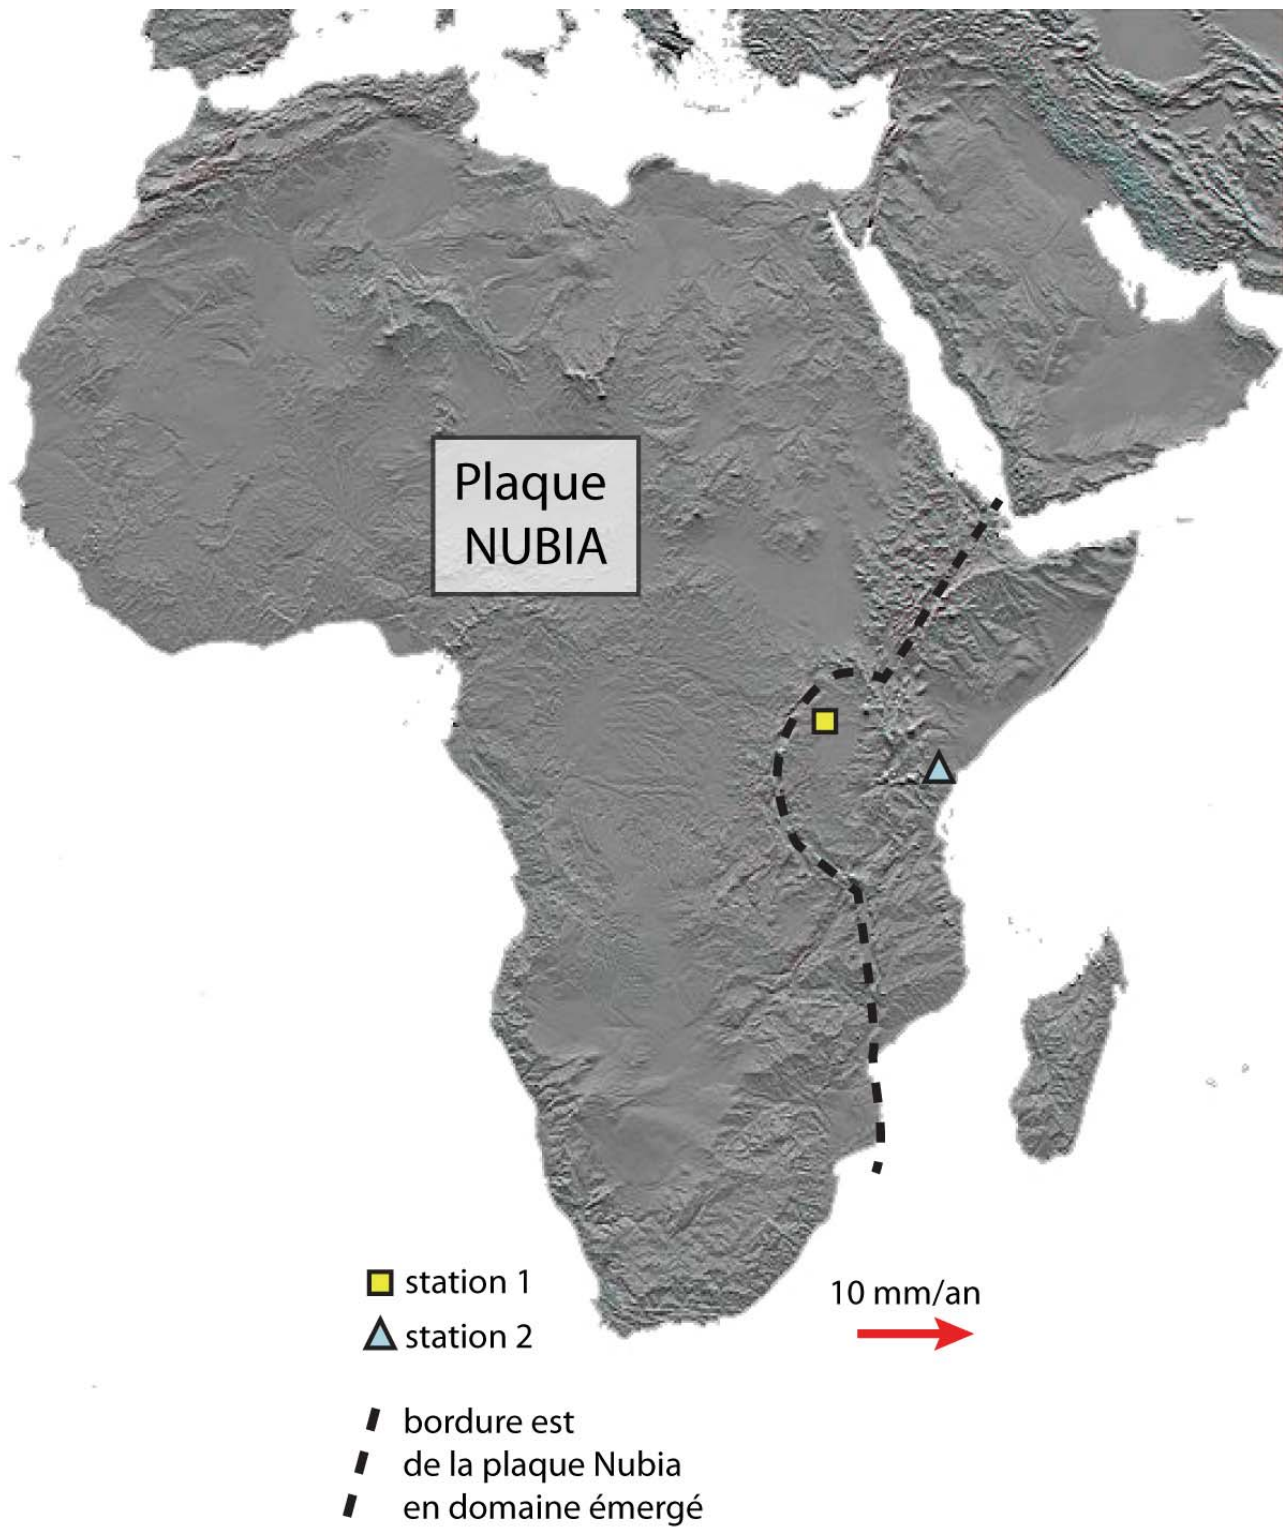 Plaque
NUBIA
station 1
station 2
10 mm/an
bordure est
de la plaque Nubia
en domaine émergé